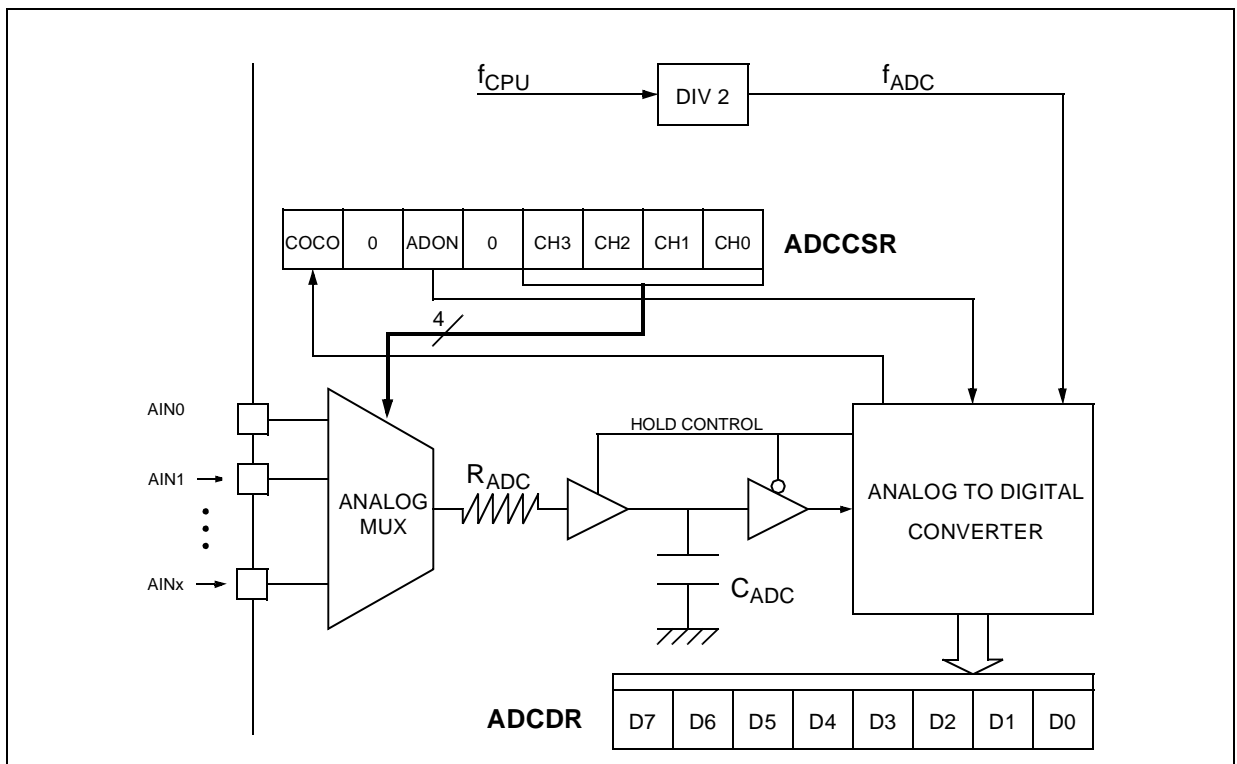 fCPU
DIV 2
fADC
COCO 0 ADON 0 CH3 CH2 CH1 CH0
ADCCSR
4
AIN0
HOLD CONTROL
AIN1
RADC
ANALOG
MUX
ANALOG TO DIGITAL
CONVERTER
AINx
CADC
ADCDR
D7 D6 D5 D4 D3 D2 D1 D0